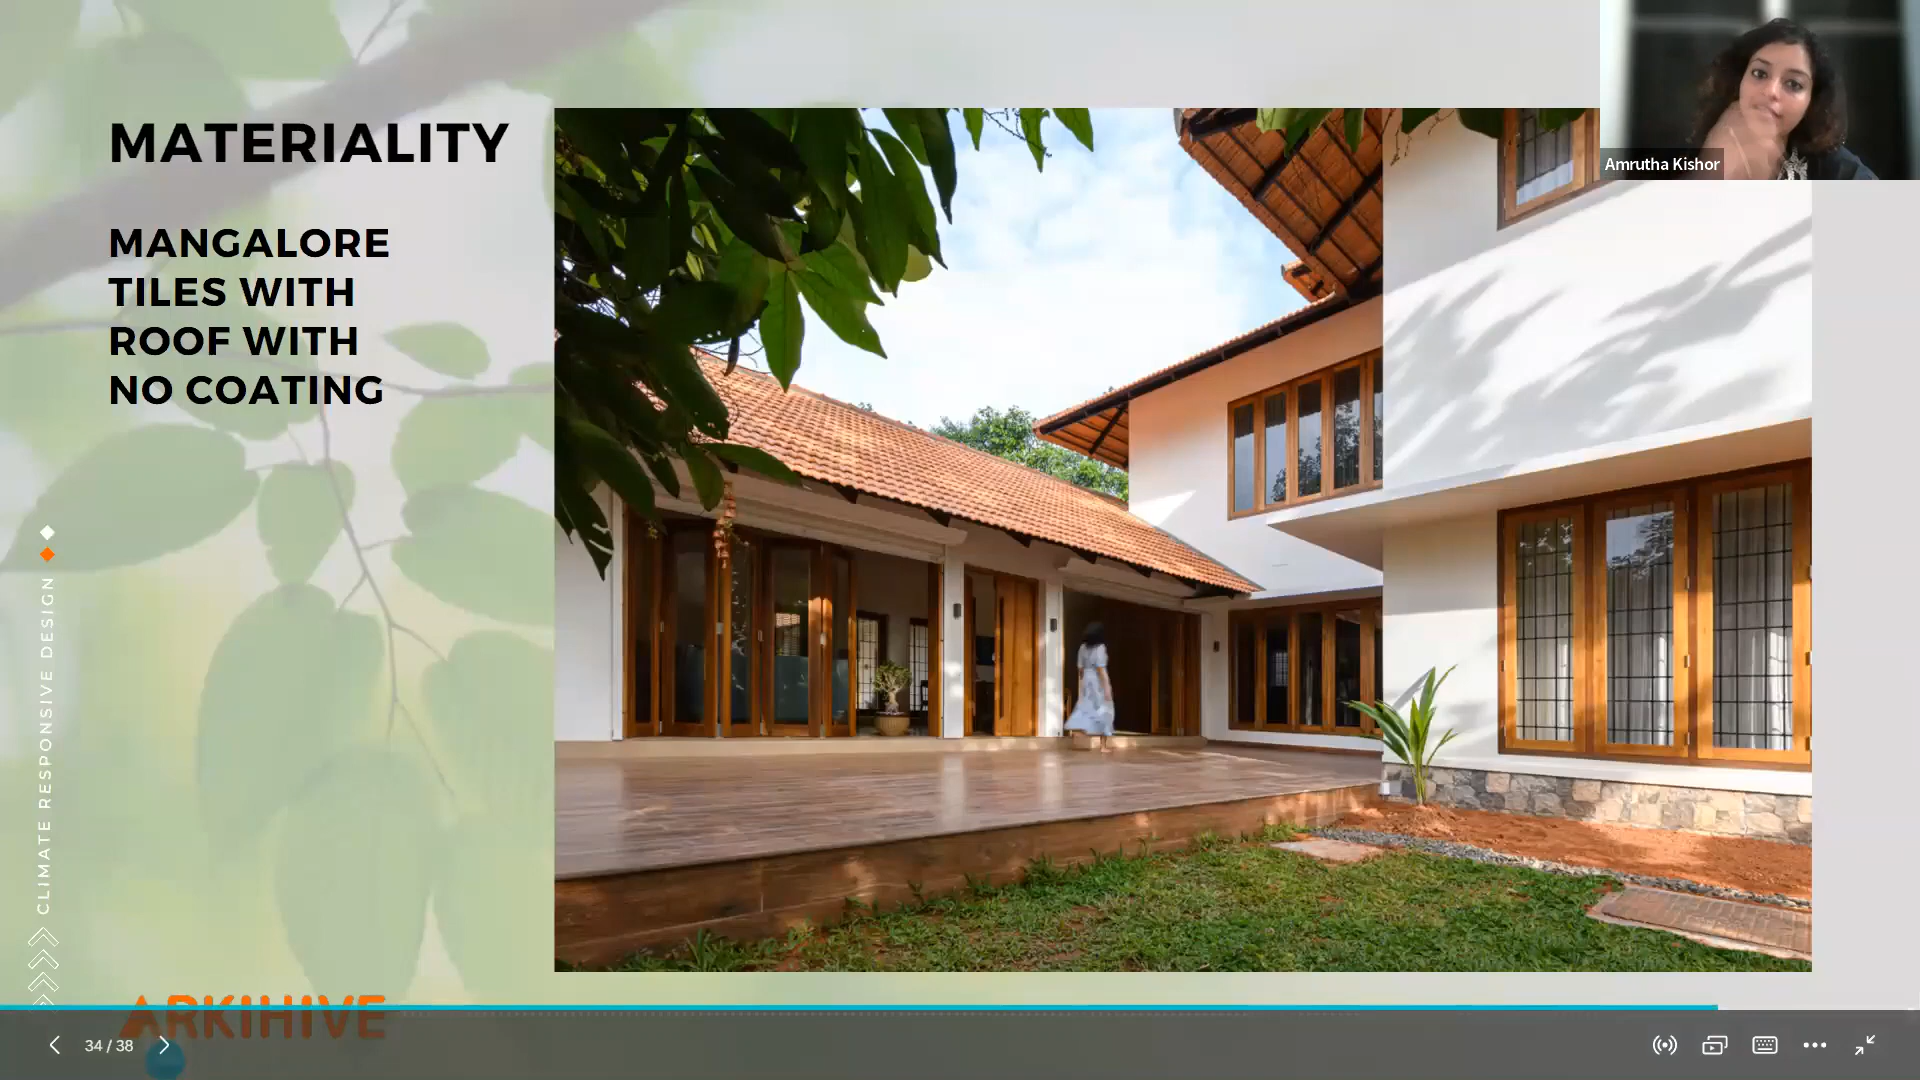 MATERIALITY
MANGALORE
TILES WITH
ROOF WITH
NO COATING
Amrutha Kishor
CLIMATE RESPONSIVE DESIGN
ARKIHIVE
34 / 38